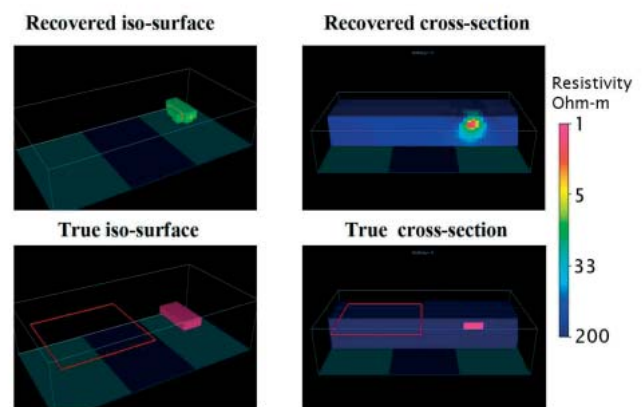 Recovered iso-surface
Recovered cross-section
Resistivity
Ohm-m
1
5
33
200
True iso-surface
True cross-section